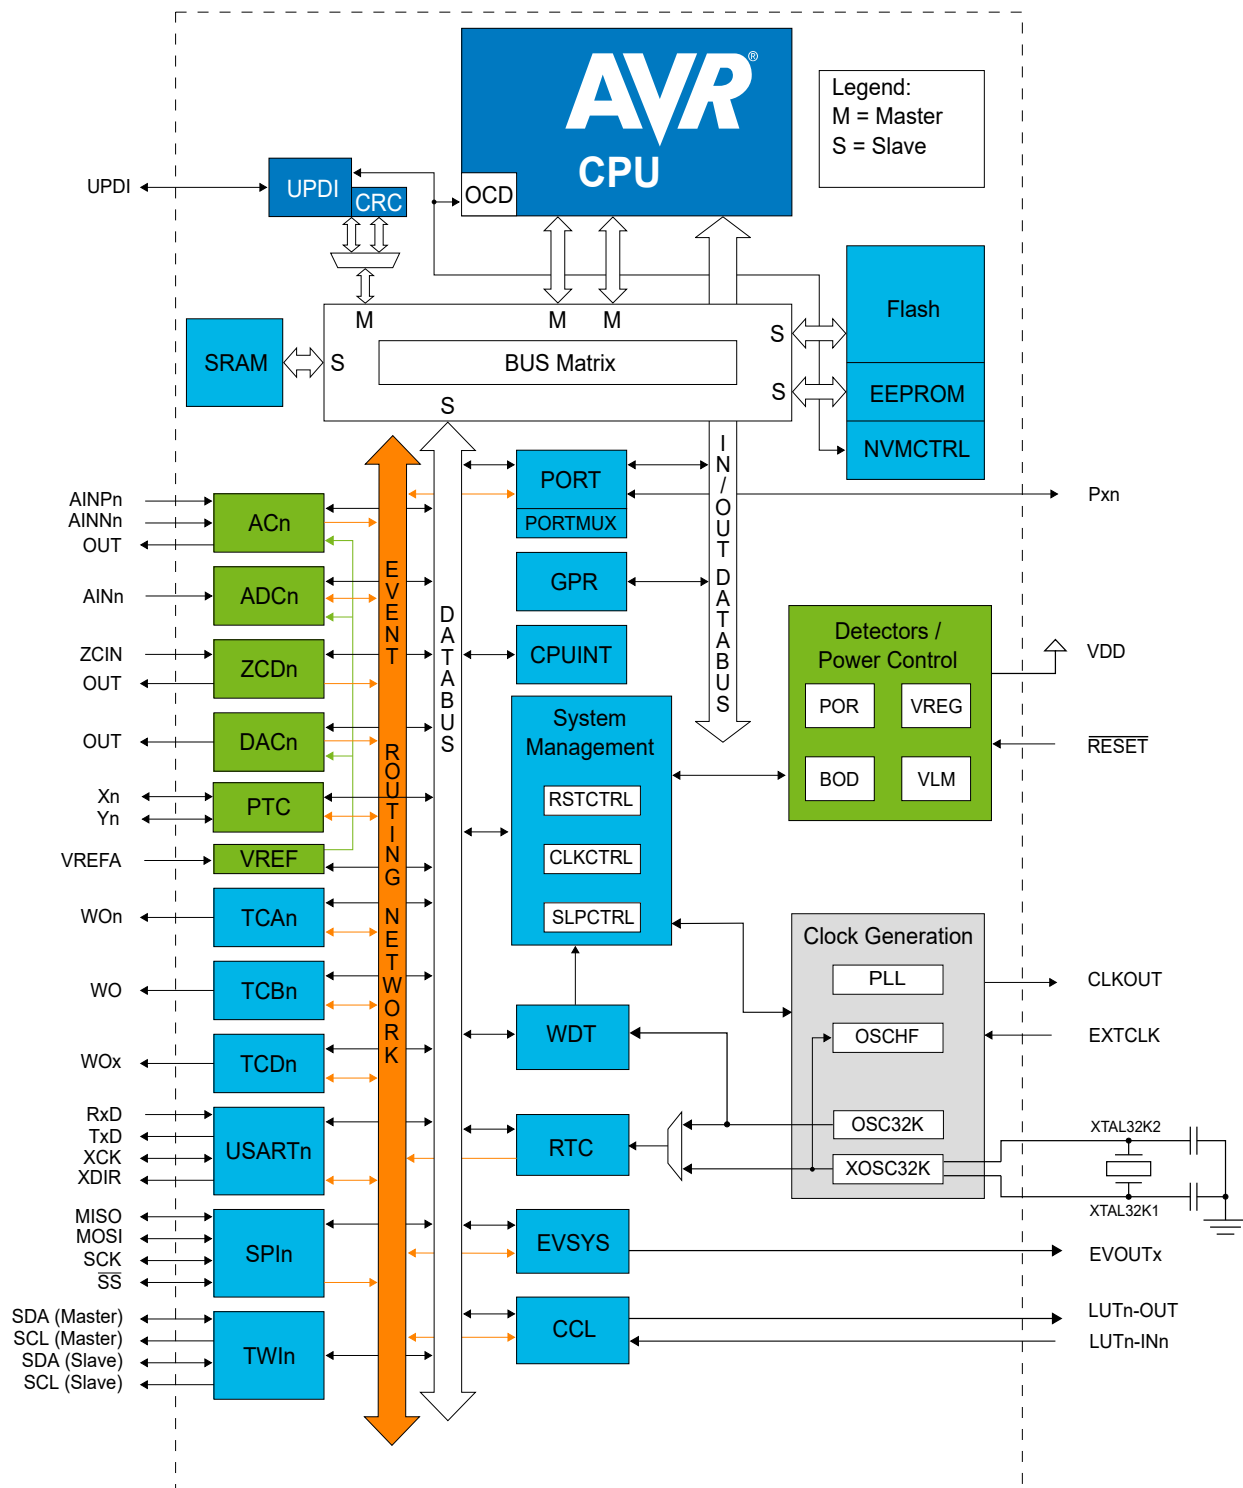 AVR®
CPU
OCD
Legend:
M = Master
S = Slave
UPDI
UPDI
CRC
M
M
M
S
S
S
S
BUS Matrix
SRAM
Flash
EEPROM
NVMCTRL
EVENT ROUTING NETWORK
DATABUS
IN/OUT DATABUS
AINPn
AINNn
OUT
ACn
AINn
ADCn
ZCIN
OUT
ZCDn
OUT
DACn
Xn
Yn
PTC
VREFA
VREF
WOn
TCAn
WO
TCBn
WOx
TCDn
RxD
TxD
XCK
XDIR
USARTn
MISO
MOSI
SCK
SS
SPIn
SDA (Master)
SCL (Master)
SDA (Slave)
SCL (Slave)
TWIn
PORT
PORTMUX
Pxn
GPR
CPUINT
System
Management
RSTCTRL
CLKCTRL
SLPCTRL
Detectors /
Power Control
POR
VREG
BOD
VLM
VDD
RESET
WDT
RTC
Clock Generation
PLL
OSCHF
OSC32K
XOSC32K
CLKOUT
EXTCLK
XTAL32K2
XTAL32K1
EVSYS
EVOUTx
CCL
LUTn-OUT
LUTn-INn